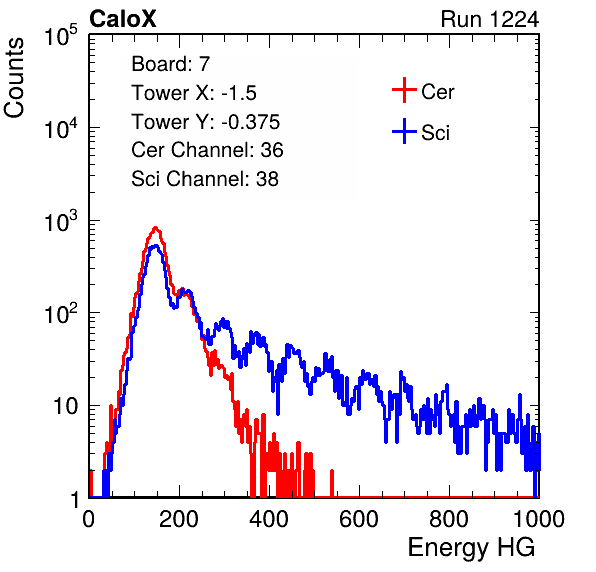 CaloX Run 1224
Counts
Board: 7
Tower X: -1.5
Tower Y: -0.375
Cer Channel: 36
Sci Channel: 38
Cer
Sci
10^5
10^4
10^3
10^2
10
1
0 200 400 600 800 1000
Energy HG